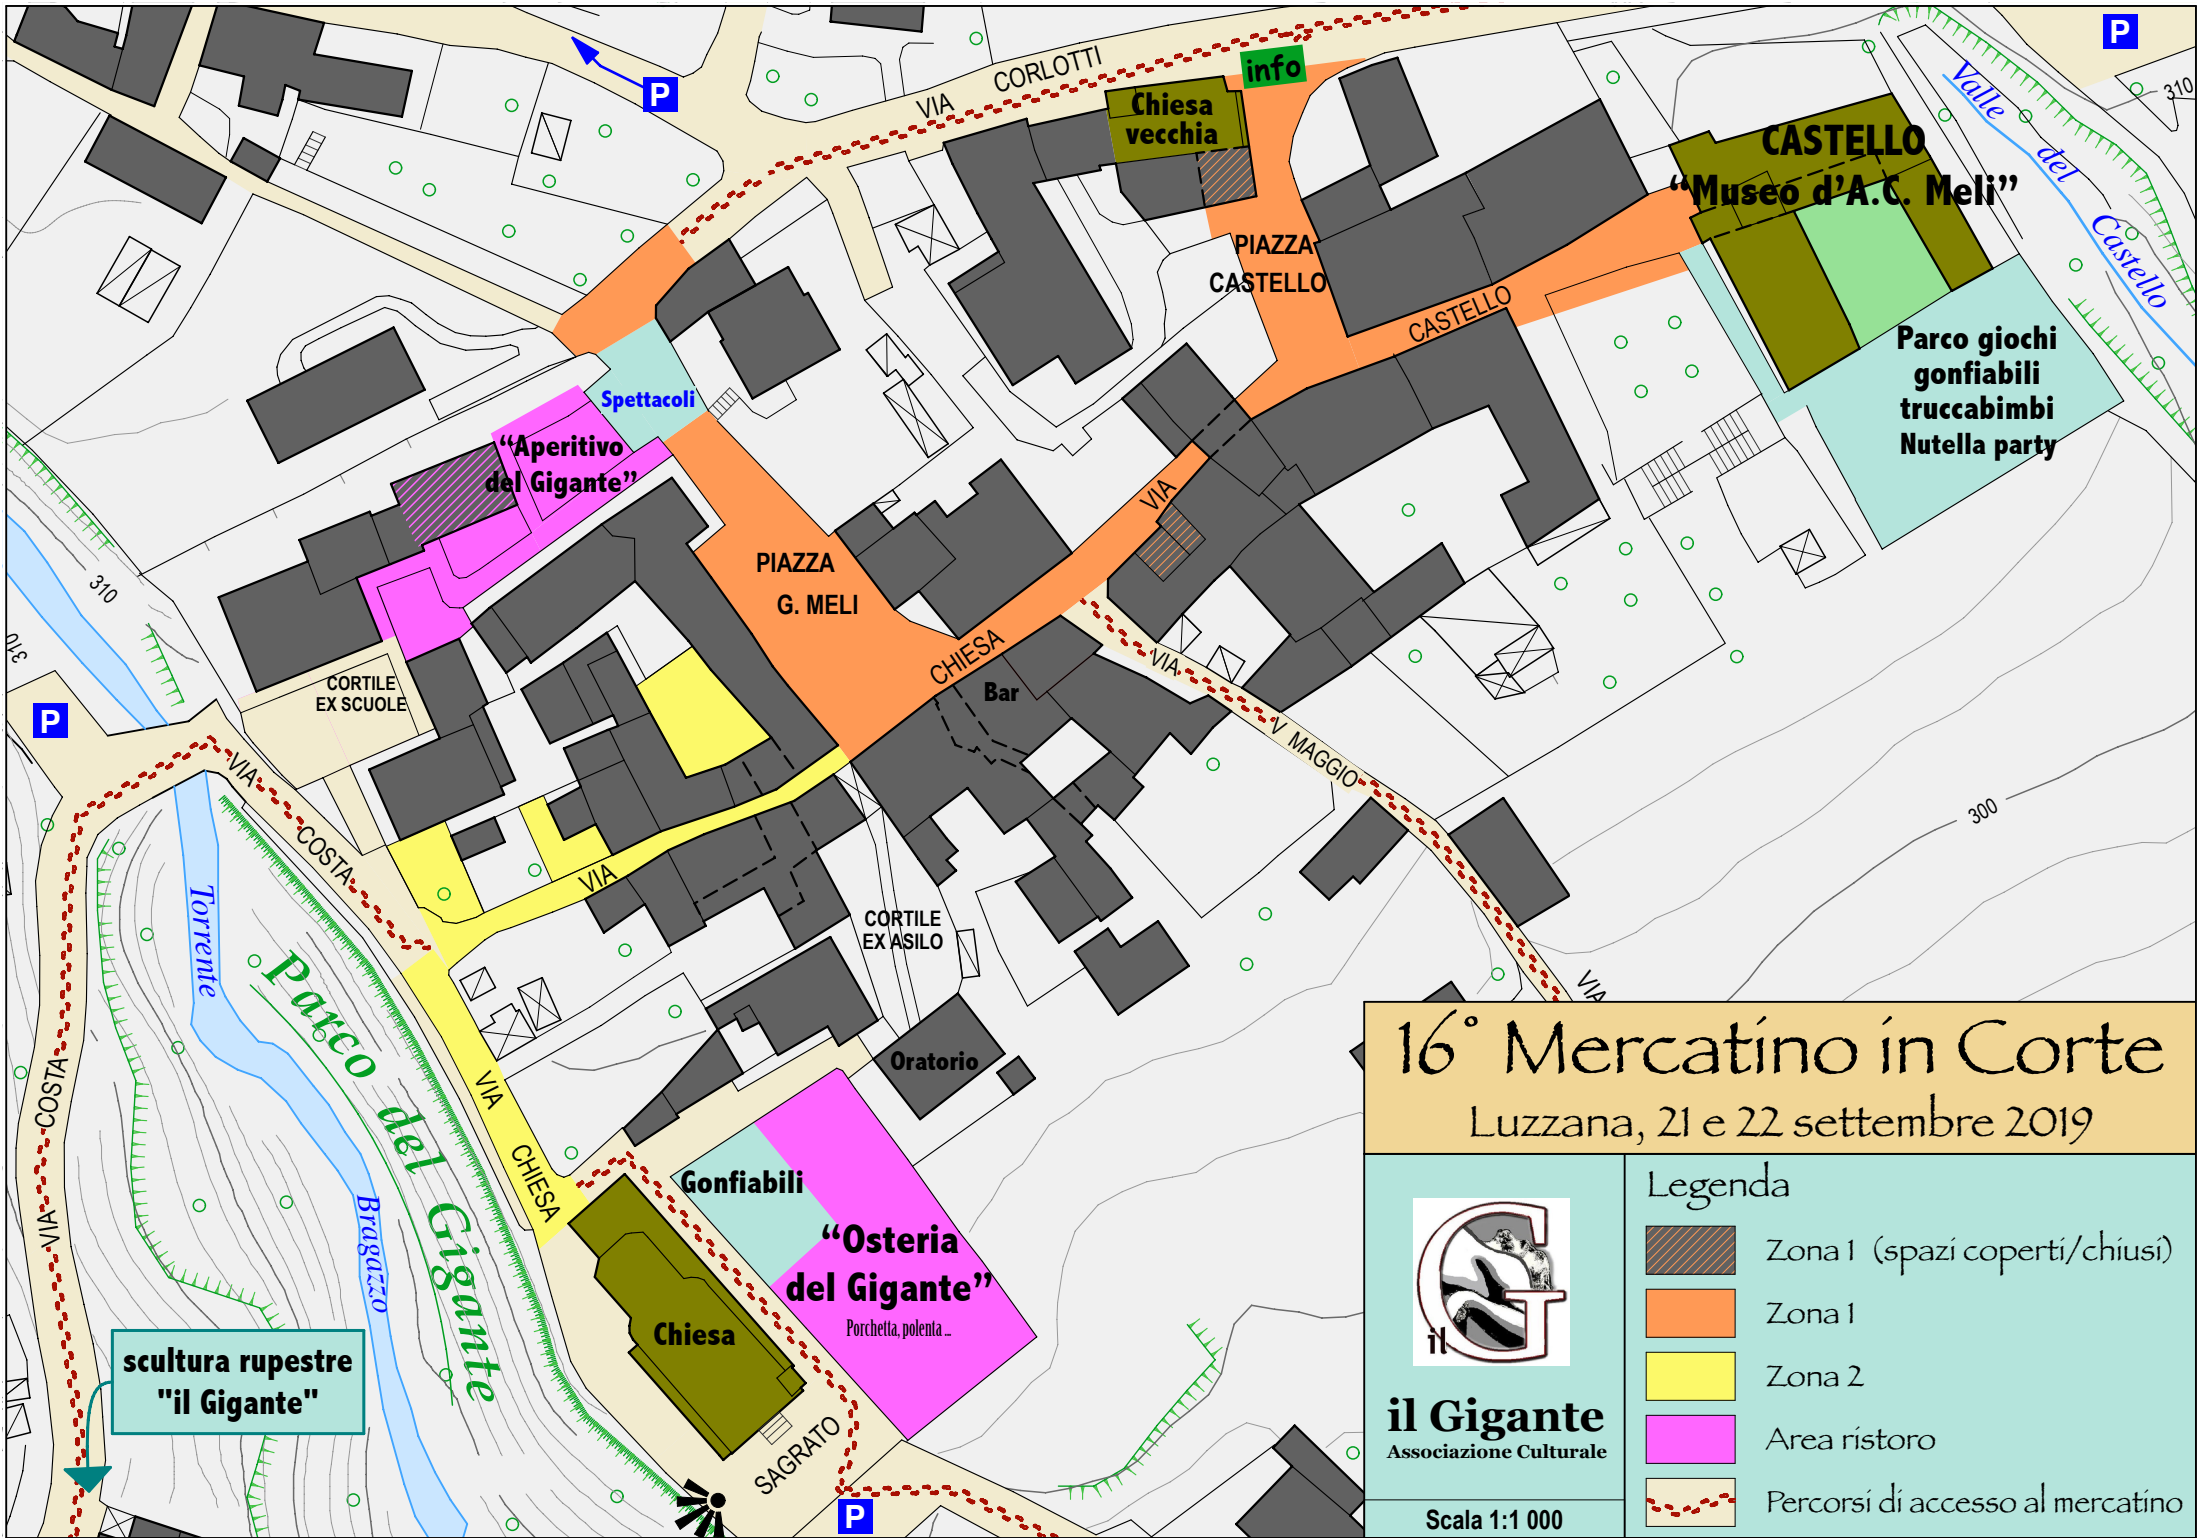 P
P
info
VIA CORLOTTI
Chiesa
vecchia
CASTELLO
“Museo d’A.C. Meli”
Valle del Castello
310
PIAZZA
CASTELLO
CASTELLO
Parco giochi
gonfiabili
truccabimbi
Nutella party
Spettacoli
“Aperitivo
del Gigante”
VIA
PIAZZA
G. MELI
310
310
CHIESA
Bar
VIA
V MAGGIO
VIA
CORTILE
EX SCUOLE
P
VIA
COSTA
VIA
300
CORTILE
EX ASILO
Torrente
Bragazzo
Parco del Gigante
VIA
CHIESA
Oratorio
VIA COSTA
Gonfiabili
“Osteria
del Gigante”
Porchetta, polenta ...
Chiesa
scultura rupestre
"il Gigante"
SAGRATO
P
16° Mercatino in Corte
Luzzana, 21 e 22 settembre 2019
il G
il Gigante
Associazione Culturale
Scala 1:1 000
Legenda
Zona 1 (spazi coperti/chiusi)
Zona 1
Zona 2
Area ristoro
Percorsi di accesso al mercatino